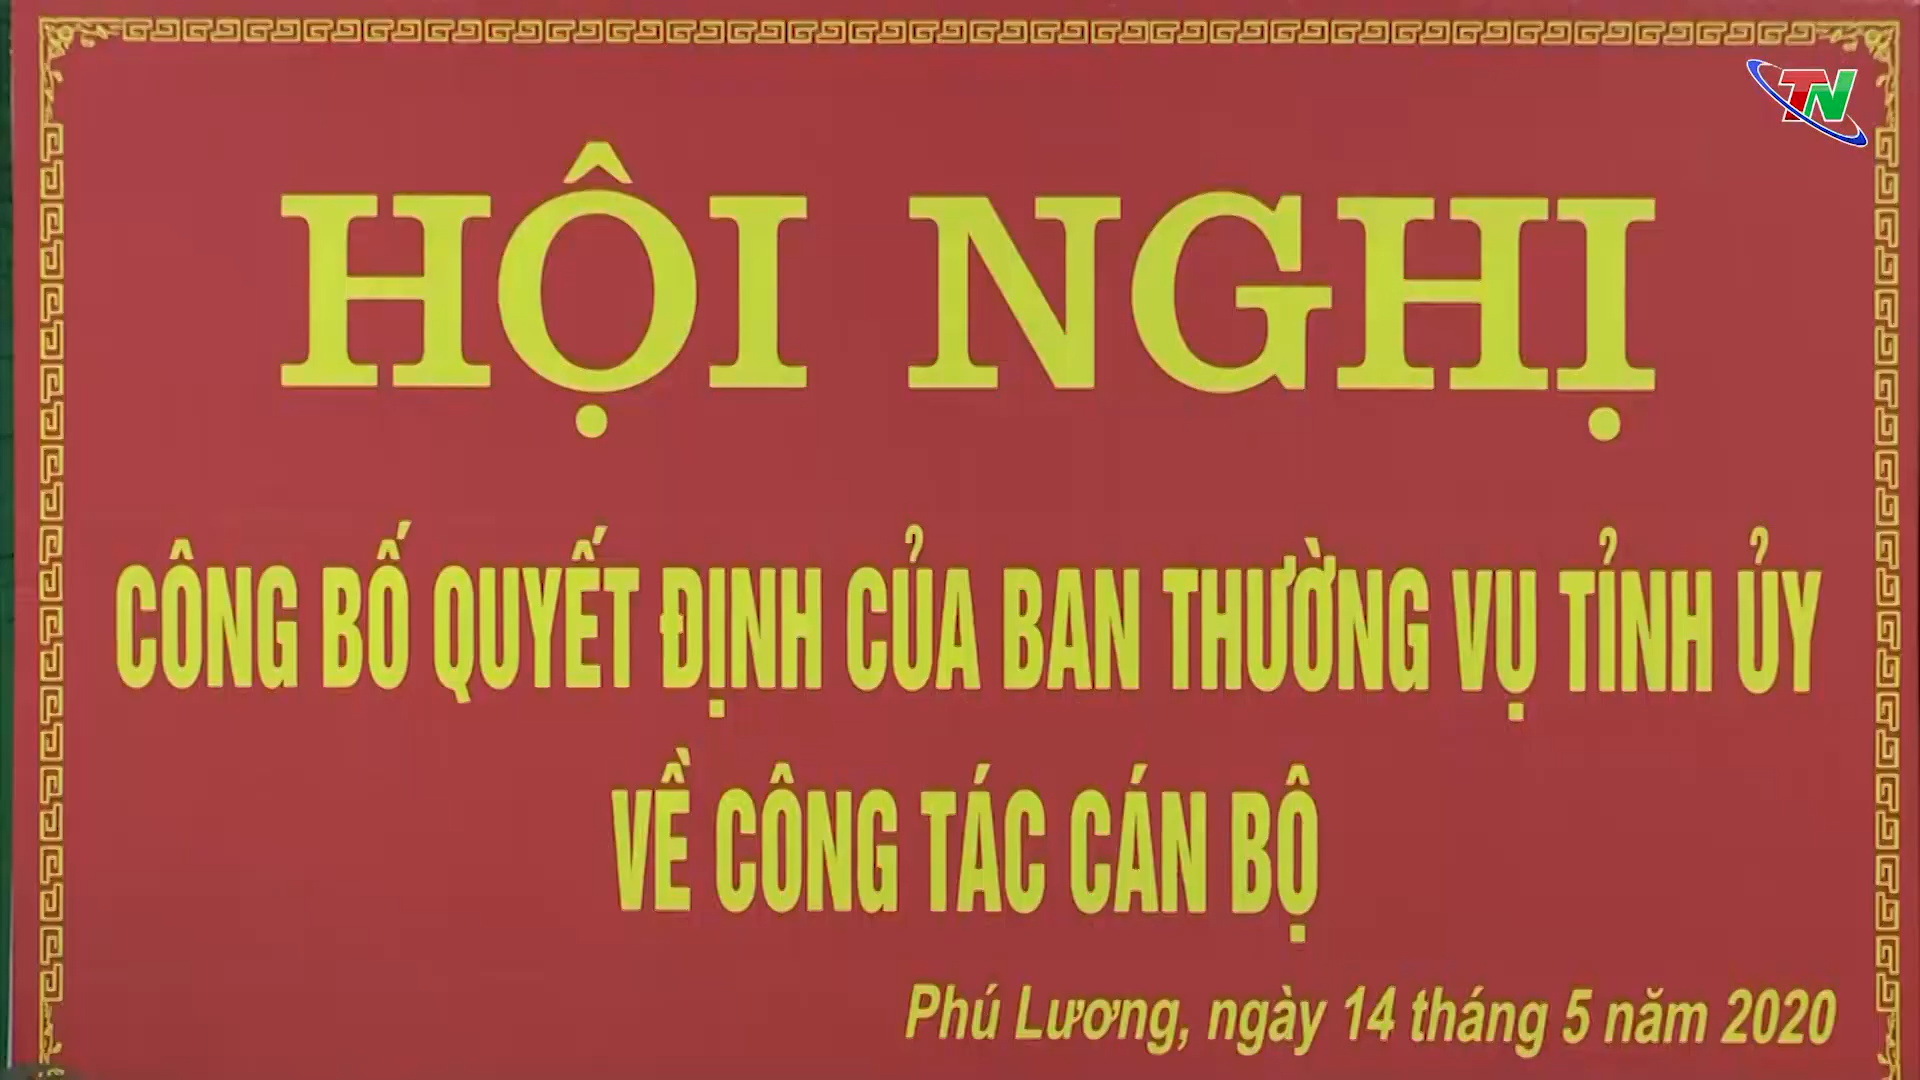 TN
HỘI NGHỊ
CÔNG BỐ QUYẾT ĐỊNH CỦA BAN THƯỜNG VỤ TỈNH ỦY
VỀ CÔNG TÁC CÁN BỘ
Phú Lương, ngày 14 tháng 5 năm 2020